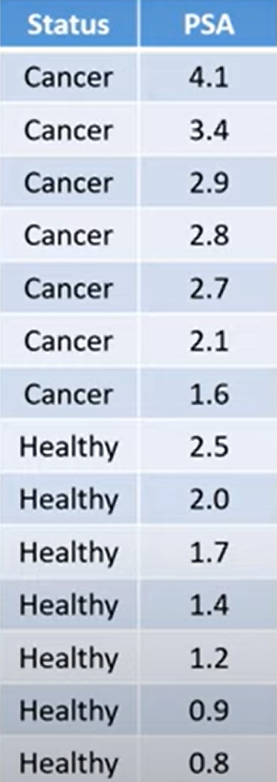 Status PSA
Cancer 4.1
Cancer 3.4
Cancer 2.9
Cancer 2.8
Cancer 2.7
Cancer 2.1
Cancer 1.6
Healthy 2.5
Healthy 2.0
Healthy 1.7
Healthy 1.4
Healthy 1.2
Healthy 0.9
Healthy 0.8